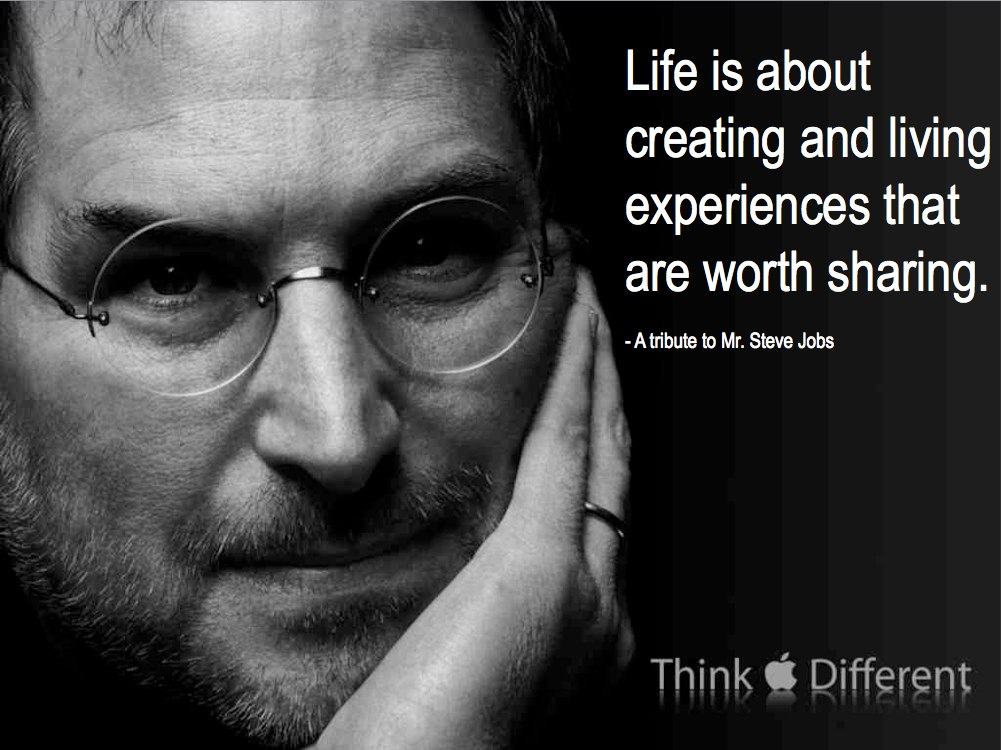 Life is about
creating and living
experiences that
are worth sharing.
- A tribute to Mr. Steve Jobs
Think Different